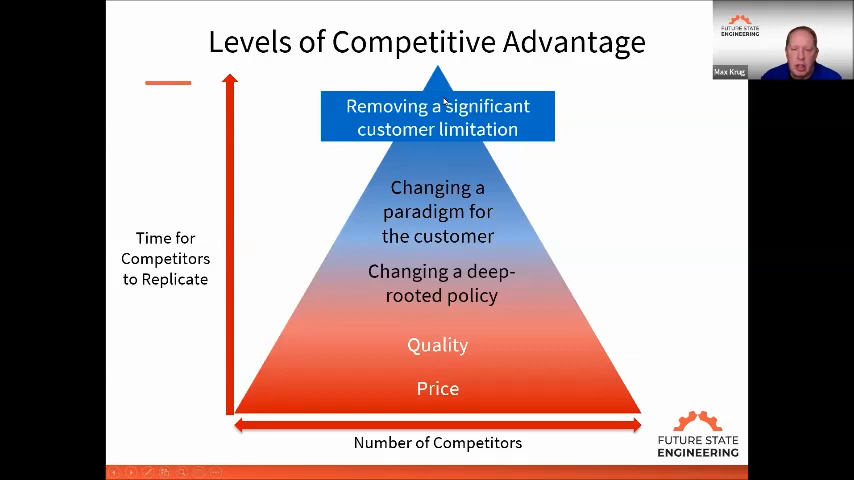 Levels of Competitive Advantage
FUTURE STATE
ENGINEERING
Max Krug
Removing a significant
customer limitation
Changing a
paradigm for
the customer
Time for
Competitors
to Replicate
Changing a deep-
rooted policy
Quality
Price
Number of Competitors
FUTURE STATE
ENGINEERING